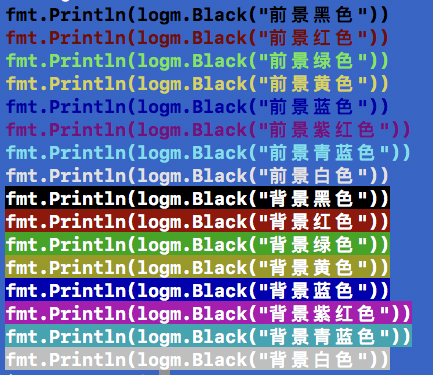 fmt.Println(logm.Black("前景黑色"))
fmt.Println(logm.Black("前景红色"))
fmt.Println(logm.Black("前景绿色"))
fmt.Println(logm.Black("前景黄色"))
fmt.Println(logm.Black("前景蓝色"))
fmt.Println(logm.Black("前景紫红色"))
fmt.Println(logm.Black("前景青蓝色"))
fmt.Println(logm.Black("前景白色"))
fmt.Println(logm.Black("背景黑色"))
fmt.Println(logm.Black("背景红色"))
fmt.Println(logm.Black("背景绿色"))
fmt.Println(logm.Black("背景黄色"))
fmt.Println(logm.Black("背景蓝色"))
fmt.Println(logm.Black("背景紫红色"))
fmt.Println(logm.Black("背景青蓝色"))
fmt.Println(logm.Black("背景白色"))